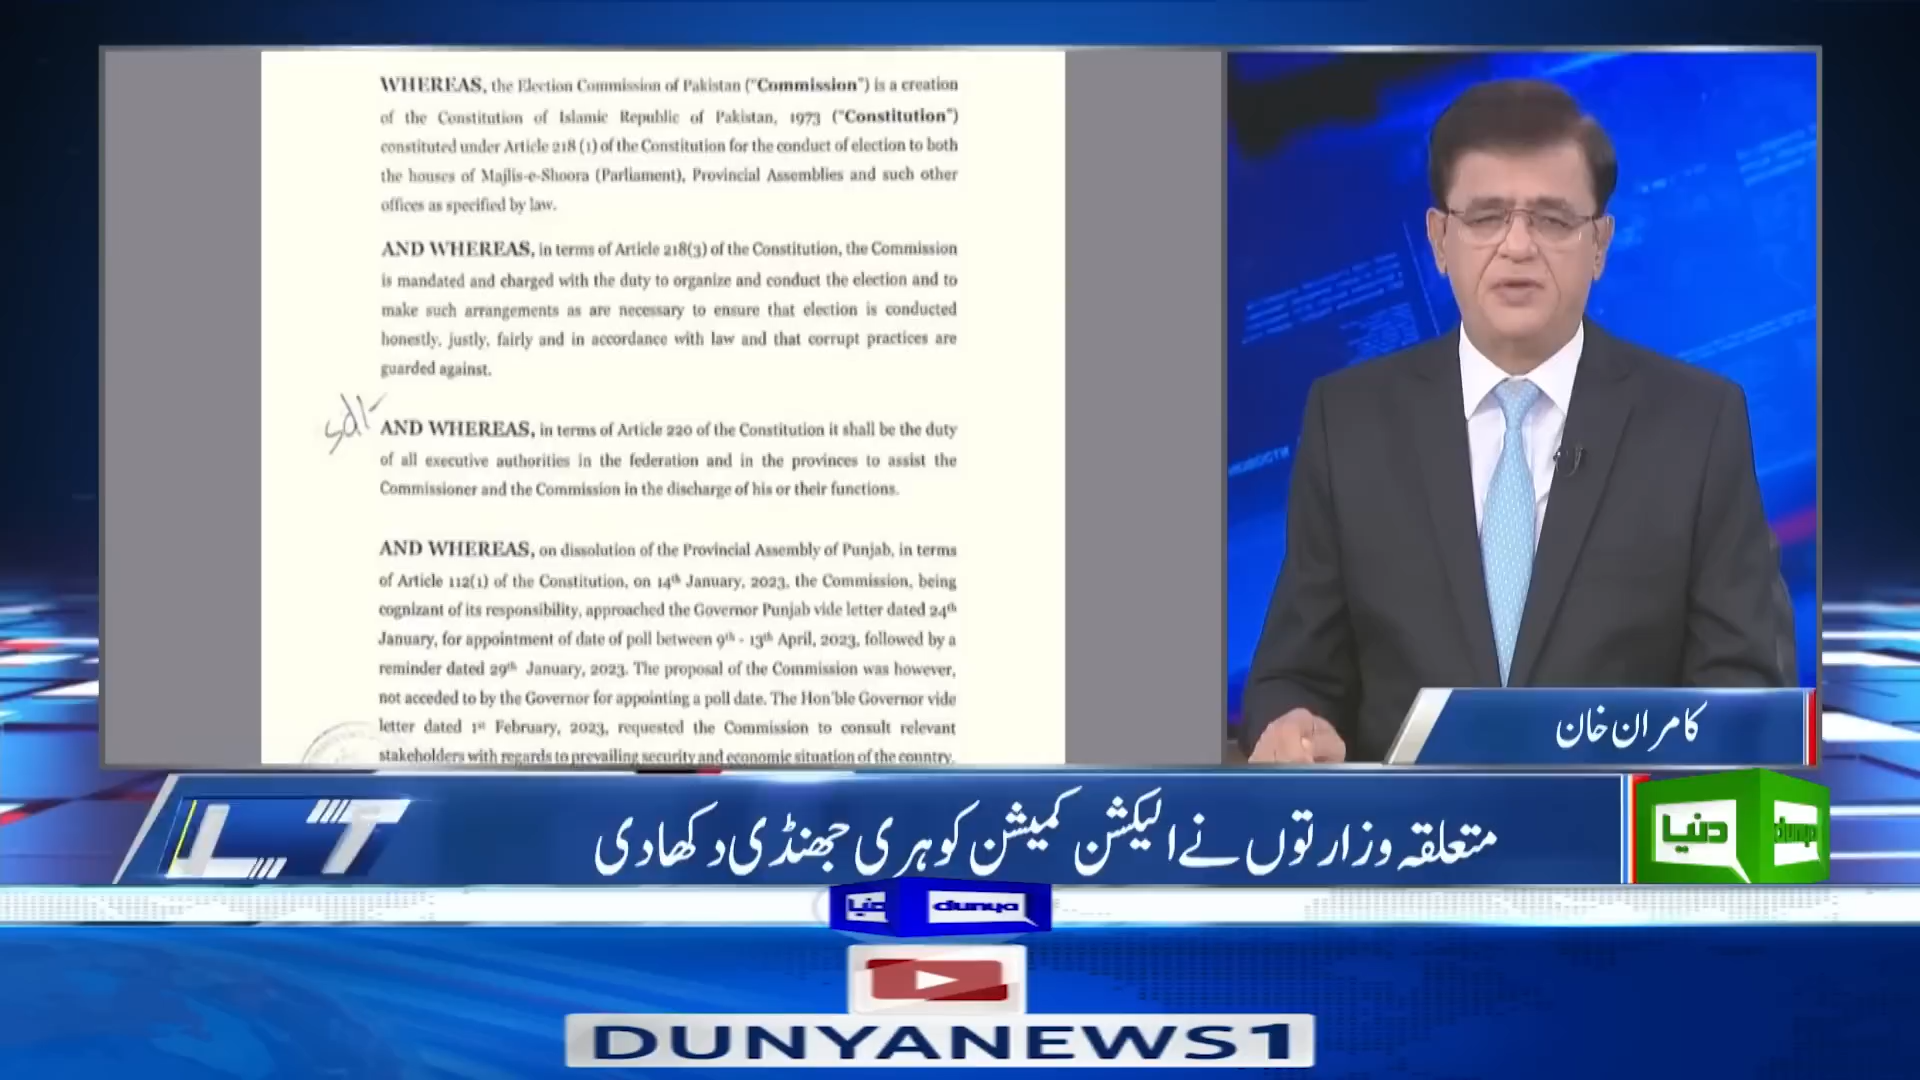 WHEREAS, the Election Commission of Pakistan ("Commission") is a creation
of the Constitution of Islamic Republic of Pakistan, 1973 ("Constitution")
constituted under Article 218 (1) of the Constitution for the conduct of election to both
the houses of Majlis-e-Shoora (Parliament), Provincial Assemblies and such other
offices as specified by law.
AND WHEREAS, in terms of Article 218(3) of the Constitution, the Commission
is mandated and charged with the duty to organize and conduct the election and to
make such arrangements as are necessary to ensure that election is conducted
honestly, justly, fairly and in accordance with law and that corrupt practices are
guarded against.
sd/-
AND WHEREAS, in terms of Article 220 of the Constitution it shall be the duty
of all executive authorities in the federation and in the provinces to assist the
Commissioner and the Commission in the discharge of his or their functions.
AND WHEREAS, on dissolution of the Provincial Assembly of Punjab, in terms
of Article 112(1) of the Constitution, on 14th January, 2023, the Commission, being
cognizant of its responsibility, approached the Governor Punjab vide letter dated 24th
January, for appointment of date of poll between 9th - 13th April, 2023, followed by a
reminder dated 29th January, 2023. The proposal of the Commission was however,
not acceded to by the Governor for appointing a poll date. The Hon'ble Governor vide
letter dated 1st February, 2023, requested the Commission to consult relevant
stakeholders with regards to prevailing security and economic situation of the country.
کامران خان
متعلقہ وزارتوں نے الیکشن کمیشن کو ہری جھنڈی دکھا دی
LT
دنیا
dunya
دنیا
dunya
DUNYANEWS1